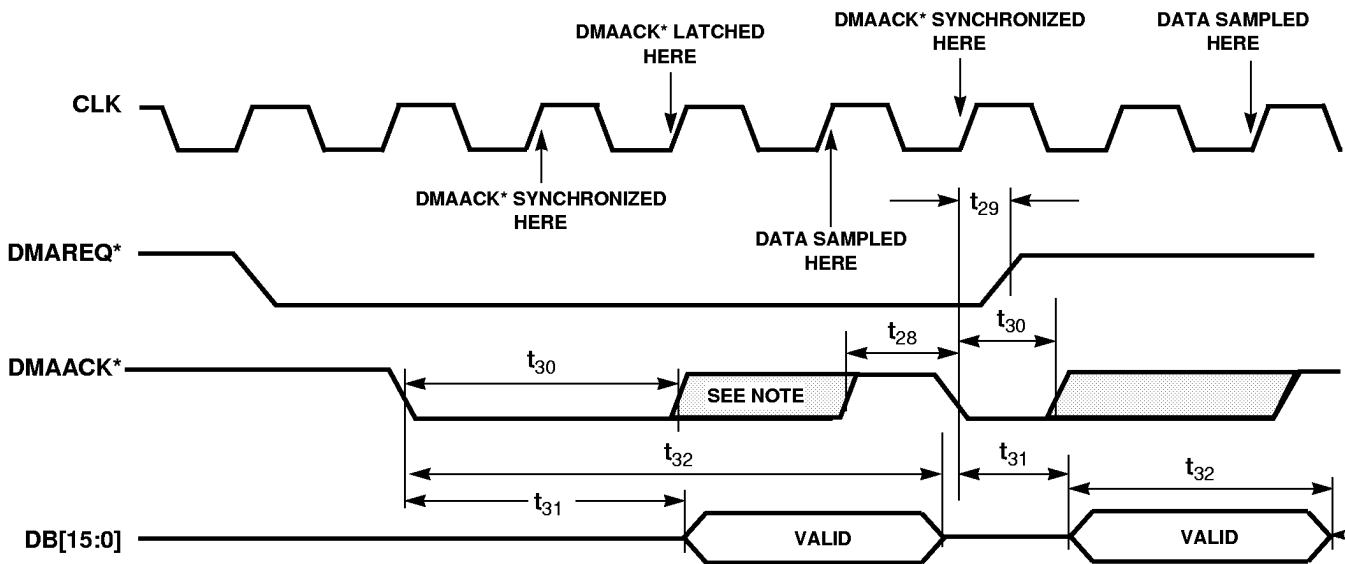 DMAACK* LATCHED
HERE
DMAACK* SYNCHRONIZED
HERE
DATA SAMPLED
HERE
CLK
DMAACK* SYNCHRONIZED
HERE
DATA SAMPLED
HERE
t29
DMAREQ*
t28
t30
DMAACK*
t30
SEE NOTE
t32
t31
t32
t31
DB[15:0]
VALID
VALID